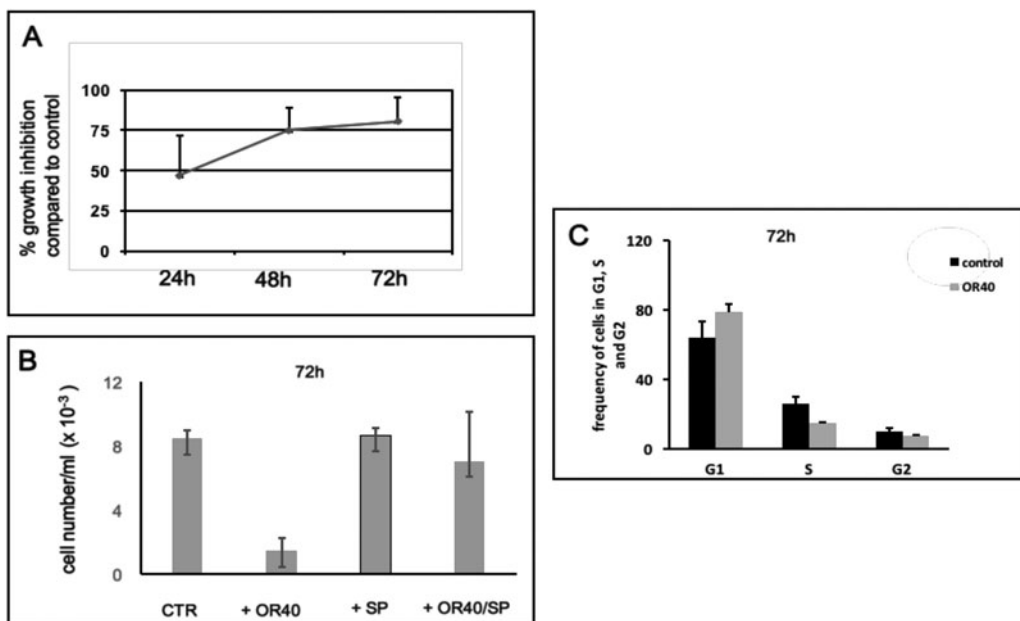 A
% growth inhibition
compared to control
100
75
50
25
0
24h 48h 72h
B
72h
cell number/ml (x 10⁻³)
12
8
4
0
CTR + OR40 + SP + OR40/SP
C
72h
frequency of cells in G1, S
and G2
120
80
40
0
G1 S G2
control
OR40